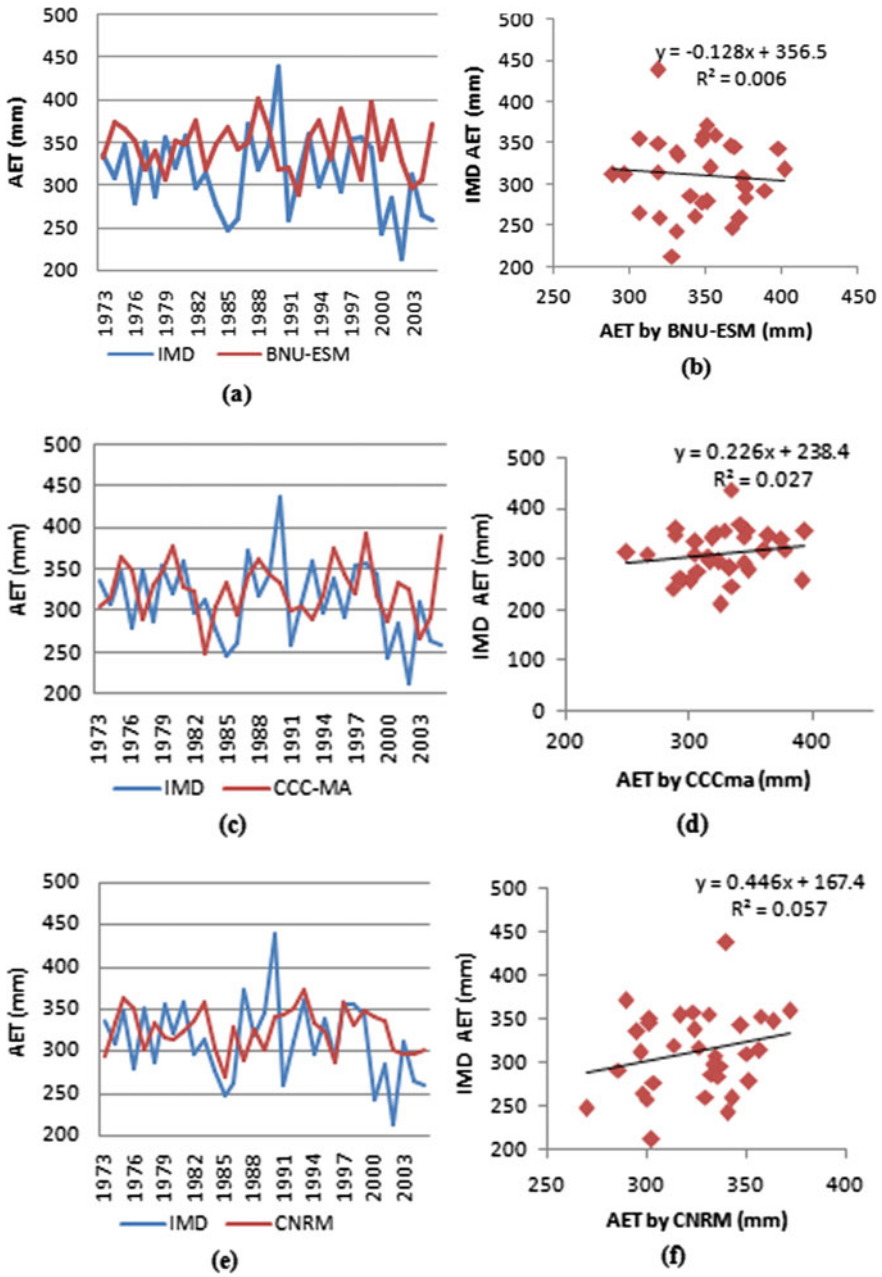 500
450
400
350
300
250
200
AET (mm)
1973
1976
1979
1982
1985
1988
1991
1994
1997
2000
2003
IMD BNU-ESM
(a)
y = -0.128x + 356.5
R² = 0.006
500
450
400
350
300
250
200
IMD AET (mm)
250 300 350 400 450
AET by BNU-ESM (mm)
(b)
500
450
400
350
300
250
200
AET (mm)
1973
1976
1979
1982
1985
1988
1991
1994
1997
2000
2003
IMD CCC-MA
(c)
y = 0.226x + 238.4
R² = 0.027
500
400
300
200
100
0
IMD AET (mm)
200 300 400
AET by CCCma (mm)
(d)
500
450
400
350
300
250
200
AET (mm)
1973
1976
1979
1982
1985
1988
1991
1994
1997
2000
2003
IMD CNRM
(e)
y = 0.446x + 167.4
R² = 0.057
500
450
400
350
300
250
200
IMD AET (mm)
250 300 350 400
AET by CNRM (mm)
(f)